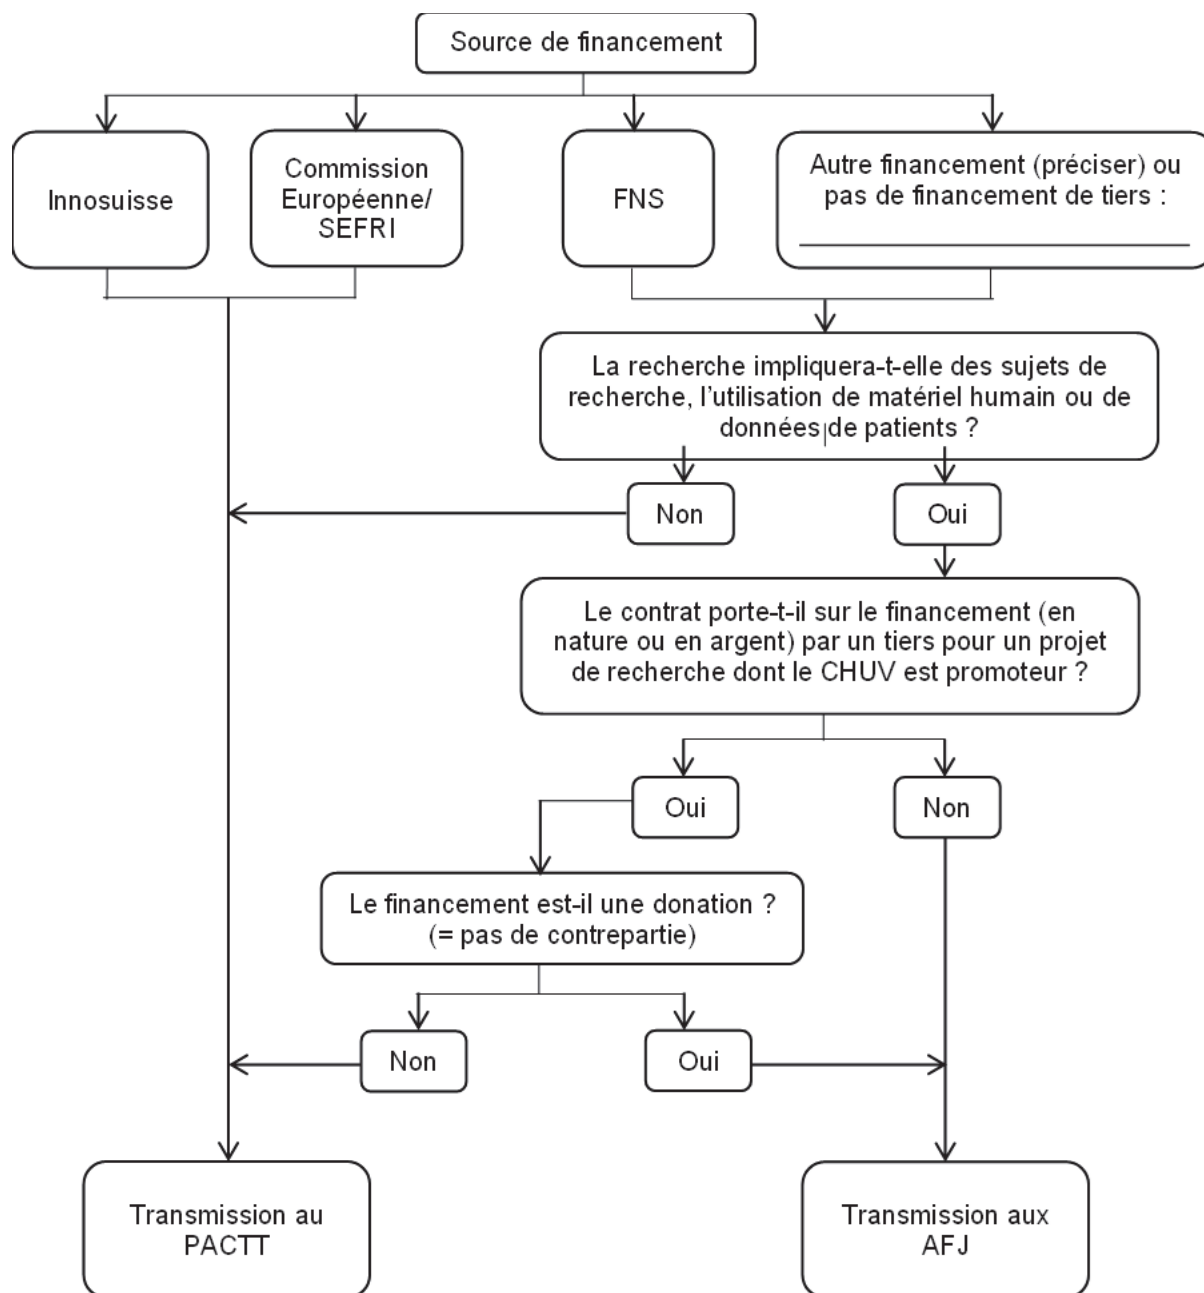 Source de financement
Innosuisse
Commission
Européenne/
SEFRI
FNS
Autre financement (préciser) ou
pas de financement de tiers :
La recherche impliquera-t-elle des sujets de
recherche, l’utilisation de matériel humain ou de
données de patients ?
Non
Oui
Le contrat porte-t-il sur le financement (en
nature ou en argent) par un tiers pour un projet
de recherche dont le CHUV est promoteur ?
Oui
Non
Le financement est-il une donation ?
(= pas de contrepartie)
Non
Oui
Transmission au
PACTT
Transmission aux
AFJ